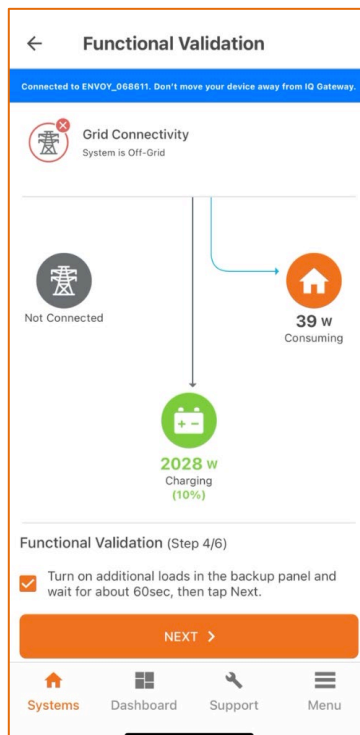 Functional Validation
Connected to ENVOY_068611. Don't move your device away from IQ Gateway.
Grid Connectivity
System is Off-Grid
Not Connected
39 W
Consuming
2028 W
Charging
(10%)
Functional Validation (Step 4/6)
Turn on additional loads in the backup panel and
wait for about 60sec, then tap Next.
NEXT >
Systems
Dashboard
Support
Menu